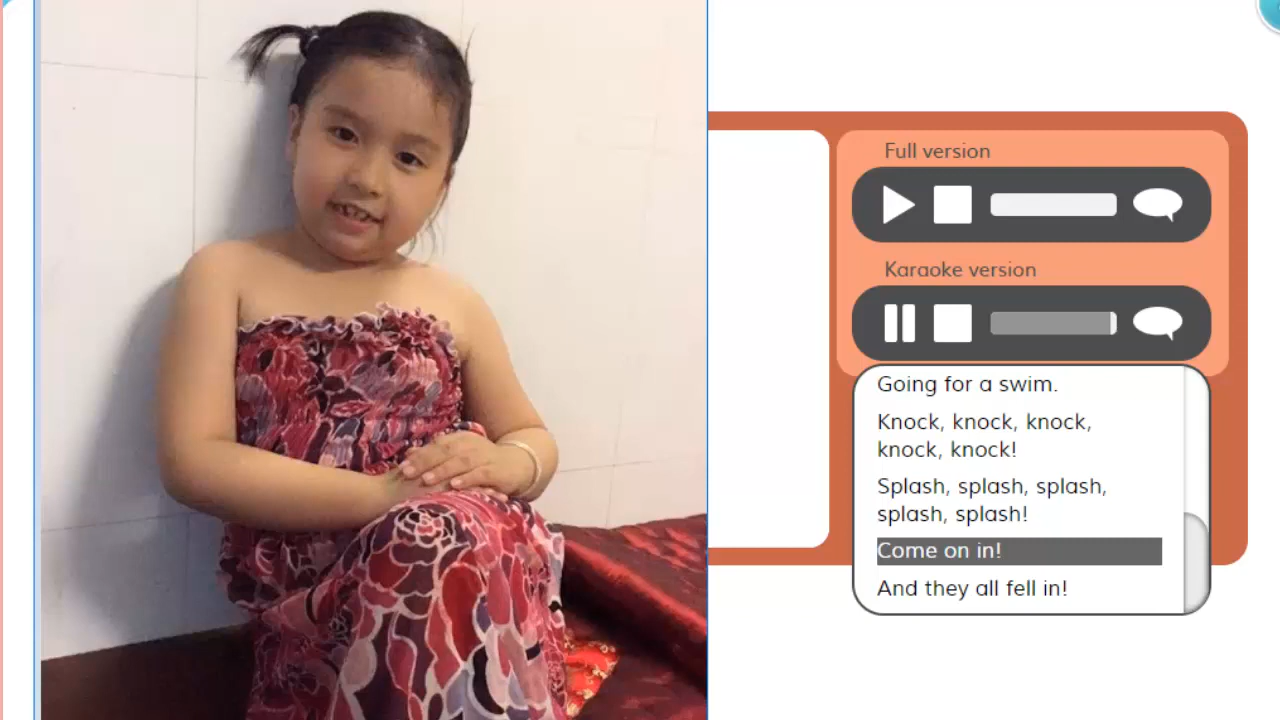 Full version
Karaoke version
Going for a swim.
Knock, knock, knock,
knock, knock!
Splash, splash, splash,
splash, splash!
Come on in!
And they all fell in!